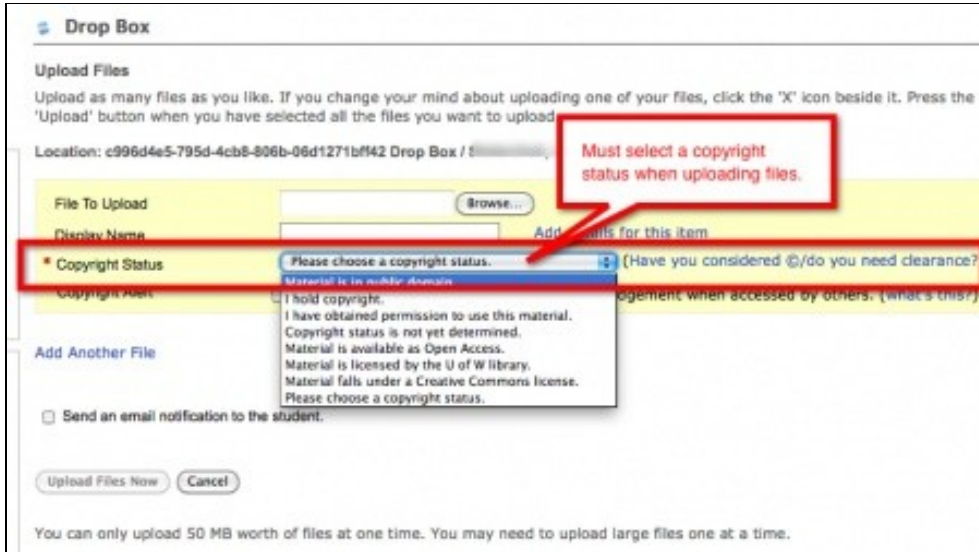 Drop Box
Upload Files
Upload as many files as you like. If you change your mind about uploading one of your files, click the 'X' icon beside it. Press the
'Upload' button when you have selected all the files you want to upload
Location: c996d4e5-795d-4cb8-806b-06d1271bff42 Drop Box /
Must select a copyright
status when uploading files.
File To Upload
Browse...
Display Name
Add for this item
* Copyright Status
Please choose a copyright status.
(Have you considered ©/do you need clearance?
Material is in public domain.
Copyright Alert
when accessed by others. (what's this?)
I hold copyright.
I have obtained permission to use this material.
Copyright status is not yet determined.
Material is available as Open Access.
Material is licensed by the U of W library.
Material falls under a Creative Commons license.
Please choose a copyright status.
Add Another File
Send an email notification to the student.
Upload Files Now
Cancel
You can only upload 50 MB worth of files at one time. You may need to upload large files one at a time.